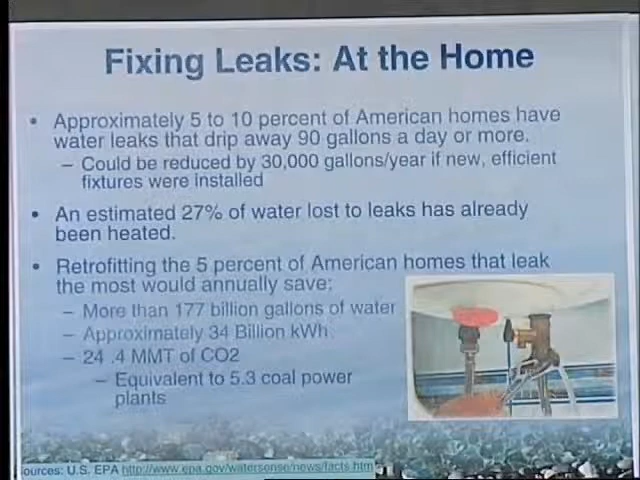 Fixing Leaks: At the Home
• Approximately 5 to 10 percent of American homes have
water leaks that drip away 90 gallons a day or more.
– Could be reduced by 30,000 gallons/year if new, efficient
fixtures were installed
• An estimated 27% of water lost to leaks has already
been heated.
• Retrofitting the 5 percent of American homes that leak
the most would annually save:
– More than 177 billion gallons of water
– Approximately 34 Billion kWh
– 24 .4 MMT of CO2
– Equivalent to 5.3 coal power
plants
ources: U.S. EPA http://www.epa.gov/watersense/news/facts.htm